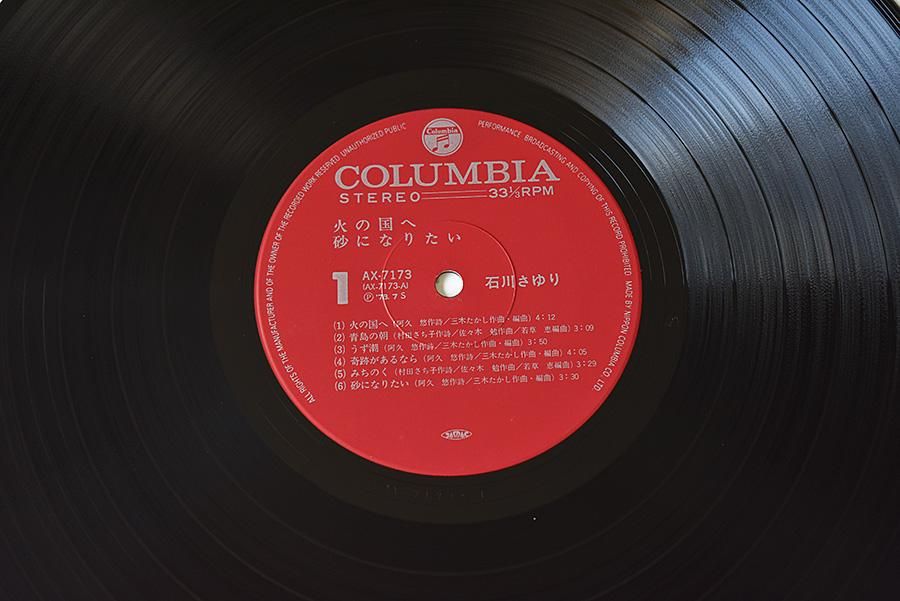 ALL RIGHTS OF THE MANUFACTURER AND OF THE OWNER OF THE RECORDED WORK RESERVED UNAUTHORIZED PUBLIC PERFORMANCE BROADCASTING AND COPYING OF THIS RECORD PROHIBITED MADE BY NIPPON COLUMBIA CO. LTD.
Columbia
COLUMBIA
STEREO 33⅓RPM
火の国へ
砂になりたい
1 AX-7173
(AX-7173-A)
Ⓟ '78. 7 S
石川さゆり
(1) 火の国へ (阿久 悠作詩/三木たかし作曲・編曲) 4:12
(2) 青島の朝 (村田さち子作詩/佐々木 勉作曲/若草 恵編曲) 3:09
(3) うず潮 (阿久 悠作詩/三木たかし作曲・編曲) 3:50
(4) 奇跡があるなら (阿久 悠作詩/三木たかし作曲・編曲) 4:05
(5) みちのく (村田さち子作詩/佐々木 勉作曲/若草 恵編曲) 3:29
(6) 砂になりたい (阿久 悠作詩/三木たかし作曲・編曲) 3:30
JASRAC